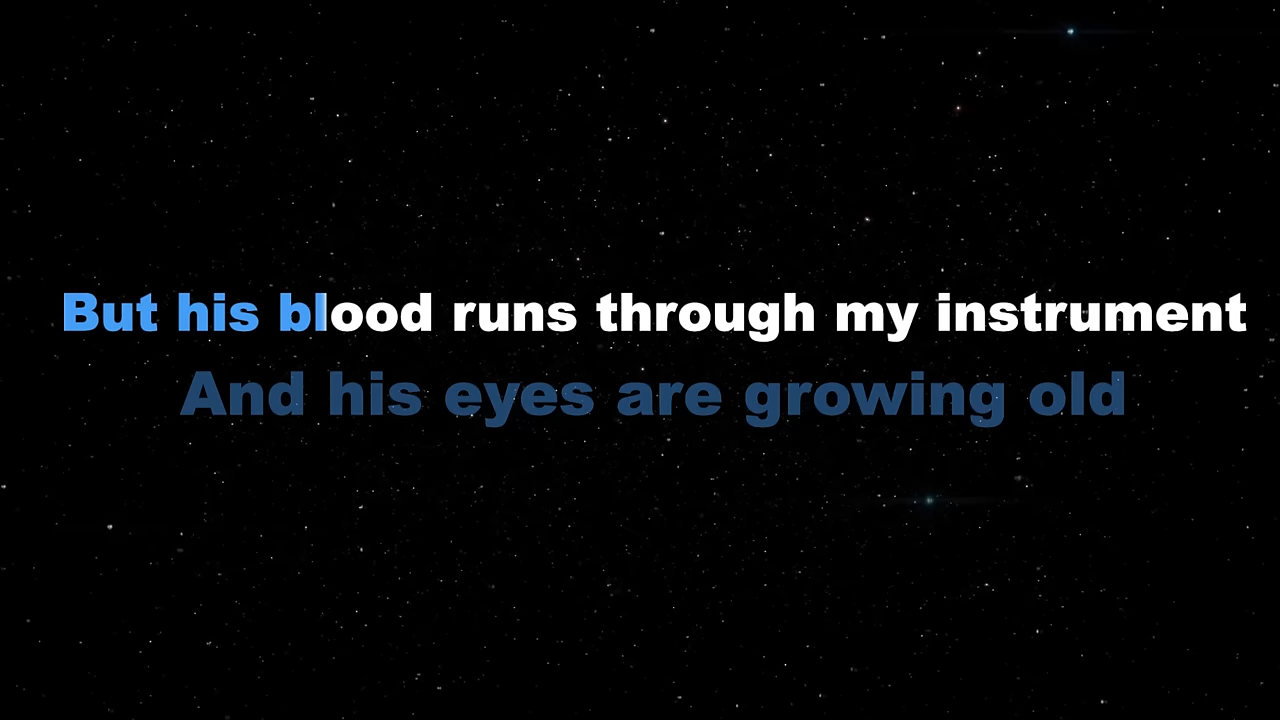 But his blood runs through my instrument
And his eyes are growing old